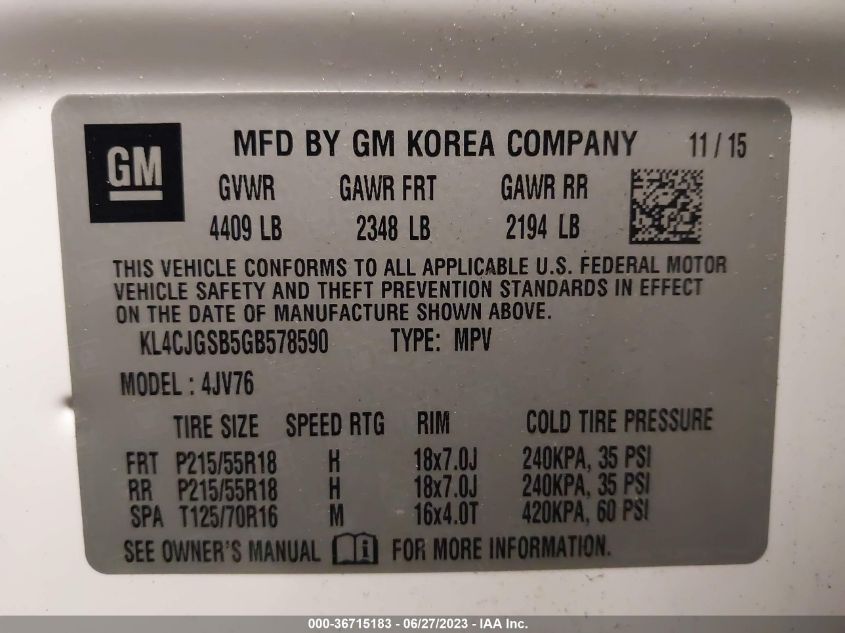 GM
MFD BY GM KOREA COMPANY 11 / 15
GVWR GAWR FRT GAWR RR
4409 LB 2348 LB 2194 LB
THIS VEHICLE CONFORMS TO ALL APPLICABLE U.S. FEDERAL MOTOR
VEHICLE SAFETY AND THEFT PREVENTION STANDARDS IN EFFECT
ON THE DATE OF MANUFACTURE SHOWN ABOVE.
KL4CJGSB5GB578590 TYPE: MPV
MODEL : 4JV76
TIRE SIZE SPEED RTG RIM COLD TIRE PRESSURE
FRT P215/55R18 H 18x7.0J 240KPA, 35 PSI
RR P215/55R18 H 18x7.0J 240KPA, 35 PSI
SPA T125/70R16 M 16x4.0T 420KPA, 60 PSI
SEE OWNER'S MANUAL FOR MORE INFORMATION.
000-36715183 - 06/27/2023 - IAA Inc.